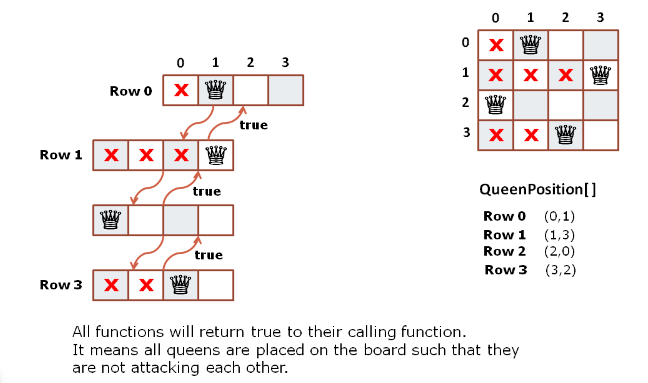 0 1 2 3
Row 0 X
true
Row 1 X X X
true
true
Row 3 X X
0 1 2 3
0 X
1 X X X
2
3 X X
QueenPosition[]
Row 0 (0,1)
Row 1 (1,3)
Row 2 (2,0)
Row 3 (3,2)
All functions will return true to their calling function.
It means all queens are placed on the board such that they
are not attacking each other.